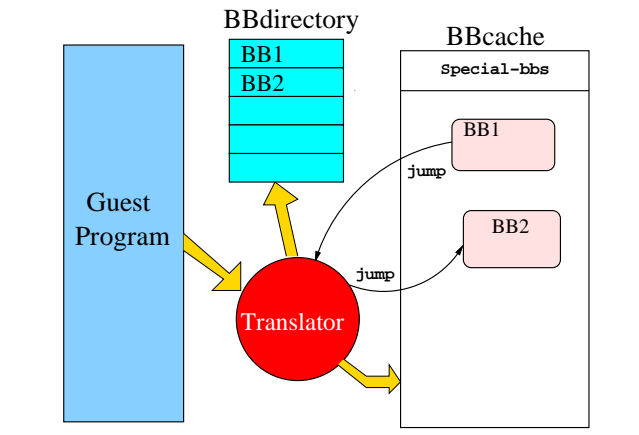 BBdirectory
BB1
BB2
BBcache
Special-bbs
BB1
jump
BB2
jump
Guest
Program
Translator